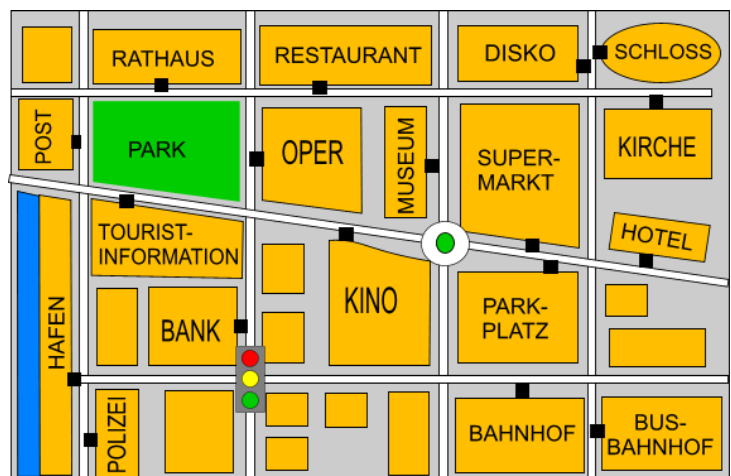 RATHAUS
RESTAURANT
DISKO
SCHLOSS
POST
PARK
OPER
MUSEUM
SUPER-
MARKT
KIRCHE
TOURIST-
INFORMATION
HOTEL
HAFEN
BANK
KINO
PARK-
PLATZ
POLIZEI
BAHNHOF
BUS-
BAHNHOF